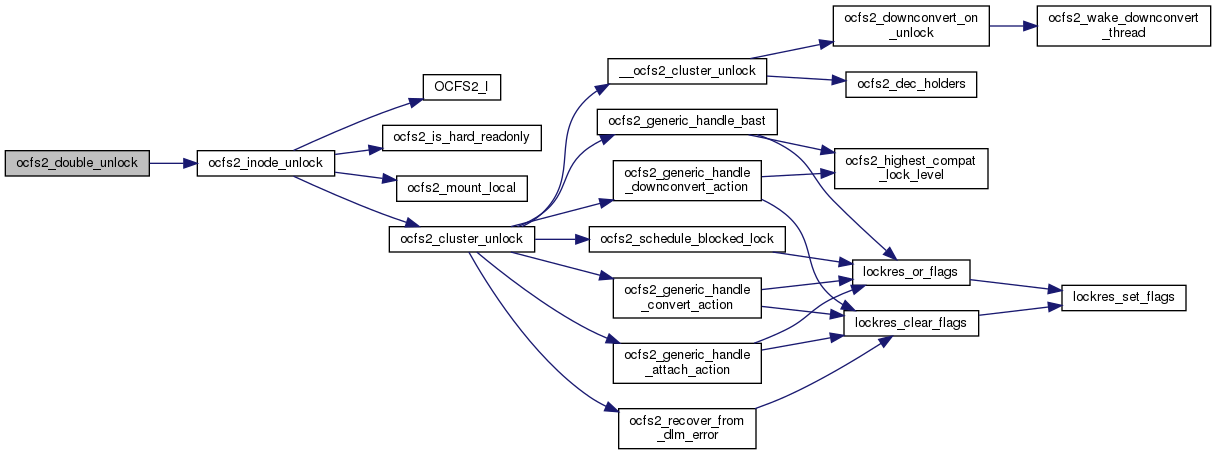 ocfs2_double_unlock
ocfs2_inode_unlock
OCFS2_I
ocfs2_is_hard_readonly
ocfs2_mount_local
ocfs2_cluster_unlock
__ocfs2_cluster_unlock
ocfs2_generic_handle_bast
ocfs2_generic_handle
_downconvert_action
ocfs2_schedule_blocked_lock
ocfs2_generic_handle
_convert_action
ocfs2_generic_handle
_attach_action
ocfs2_recover_from
_dlm_error
ocfs2_downconvert_on
_unlock
ocfs2_dec_holders
ocfs2_highest_compat
_lock_level
lockres_or_flags
lockres_clear_flags
ocfs2_wake_downconvert
_thread
lockres_set_flags